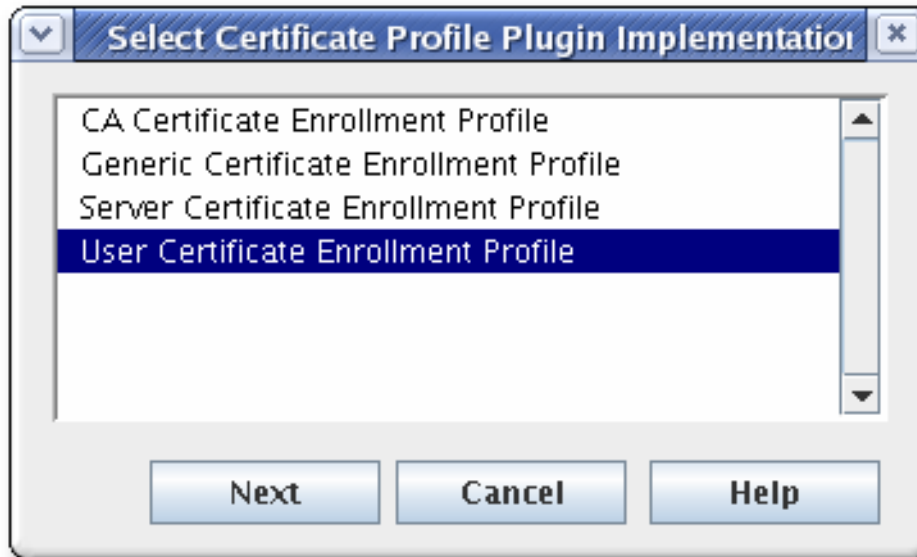 Select Certificate Profile Plugin Implementation
CA Certificate Enrollment Profile
Generic Certificate Enrollment Profile
Server Certificate Enrollment Profile
User Certificate Enrollment Profile
Next Cancel Help